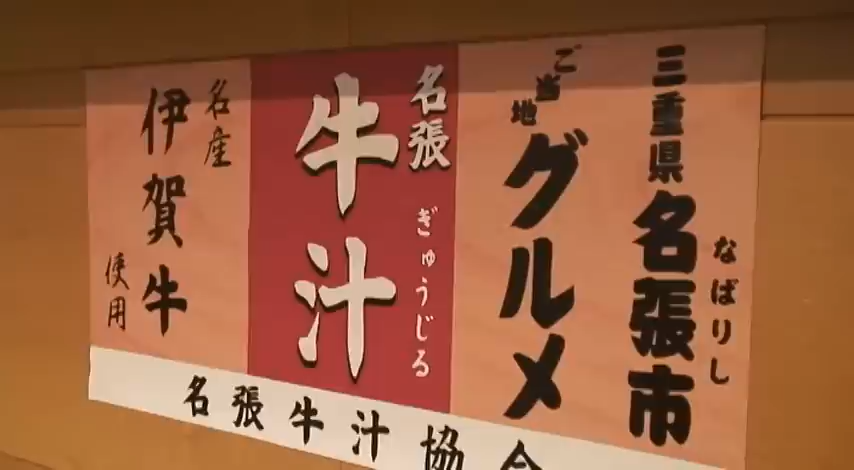 三重県名張市
なばりし
ご当地グルメ
名張
牛汁
ぎゅうじる
名産
伊賀牛
使用
名張牛汁協会